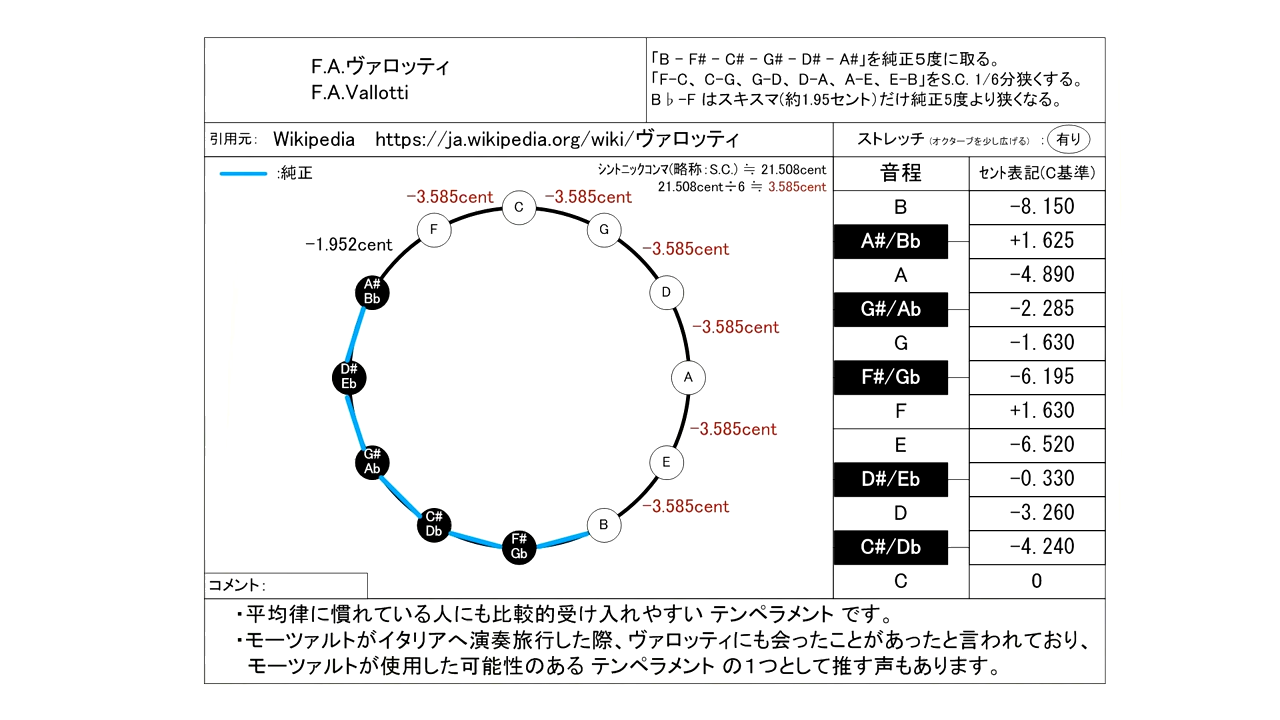 F.A.ヴァロッティ
F.A.Vallotti
「B − F# − C# − G# − D# − A#」を純正5度に取る。
「F-C、 C-G、 G-D、 D-A、 A-E、 E-B」をS.C. 1/6分狭くする。
B♭-F はスキスマ(約1.95セント)だけ純正5度より狭くなる。
引用元： Wikipedia https://ja.wikipedia.org/wiki/ヴァロッティ
ストレッチ (オクターブを少し広げる) ： 有り
:純正
シントニックコンマ(略称：S.C.) ≒ 21.508cent
21.508cent÷6 ≒ 3.585cent
-3.585cent
-3.585cent
-1.952cent
-3.585cent
-3.585cent
-3.585cent
-3.585cent
C
F
G
A#
Bb
D
D#
Eb
A
G#
Ab
E
C#
Db
B
F#
Gb
音程 セント表記(C基準)
B -8.150
A#/Bb +1.625
A -4.890
G#/Ab -2.285
G -1.630
F#/Gb -6.195
F +1.630
E -6.520
D#/Eb -0.330
D -3.260
C#/Db -4.240
C 0
コメント：
・平均律に慣れている人にも比較的受け入れやすい テンペラメント です。
・モーツァルトがイタリアへ演奏旅行した際、ヴァロッティにも会ったことがあったと言われており、
モーツァルトが使用した可能性のある テンペラメント の１つとして推す声もあります。